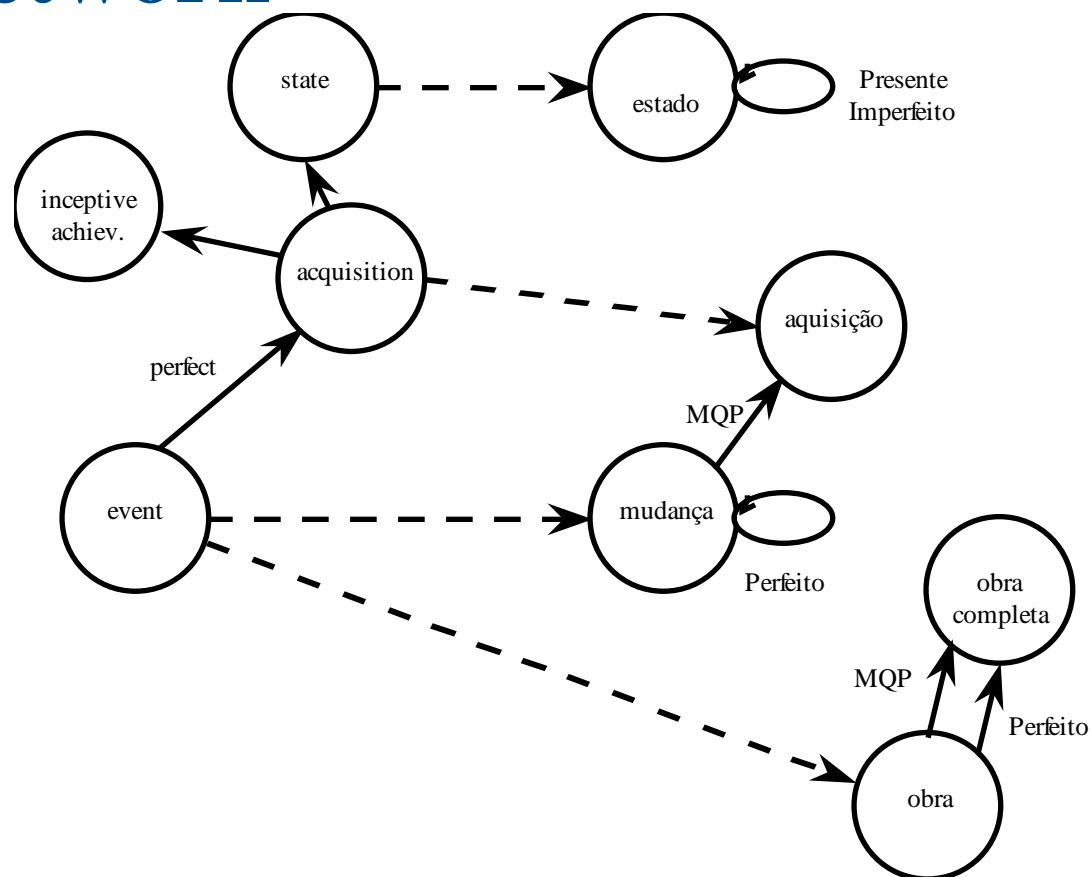 state
estado
Presente
Imperfeito
inceptive
achiev.
acquisition
aquisição
perfect
MQP
event
mudança
Perfeito
obra
completa
MQP
Perfeito
obra